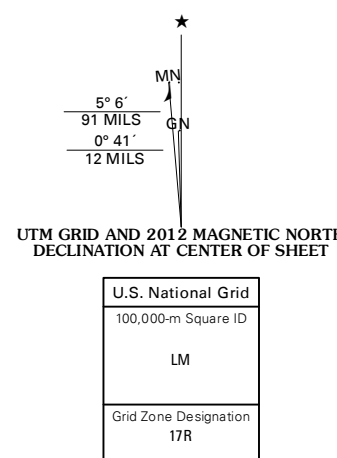 ★
MN
5° 6´
91 MILS
GN
0° 41´
12 MILS
UTM GRID AND 2012 MAGNETIC NORTH
DECLINATION AT CENTER OF SHEET
U.S. National Grid
100,000-m Square ID
LM
Grid Zone Designation
17R